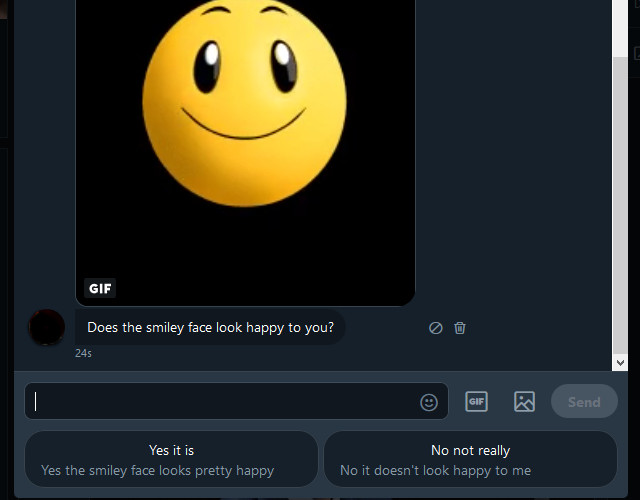 GIF
Does the smiley face look happy to you?
24s
GIF
Send
Yes it is
Yes the smiley face looks pretty happy
No not really
No it doesn't look happy to me